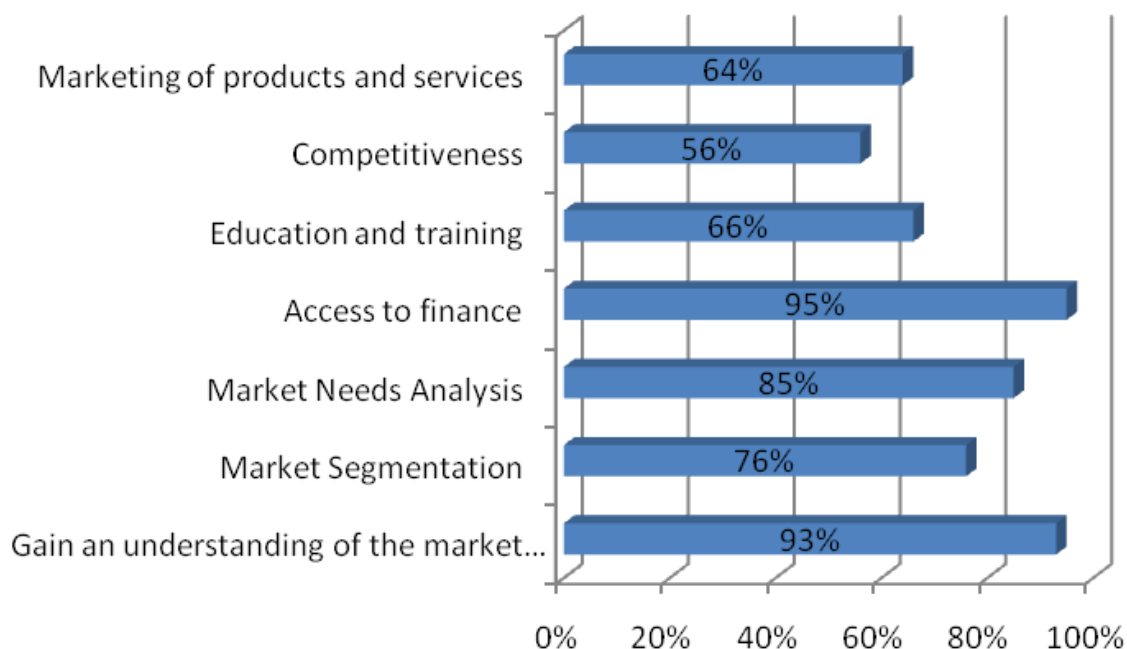 Marketing of products and services
64%
Competitiveness
56%
Education and training
66%
Access to finance
95%
Market Needs Analysis
85%
Market Segmentation
76%
Gain an understanding of the market...
93%
0% 20% 40% 60% 80% 100%